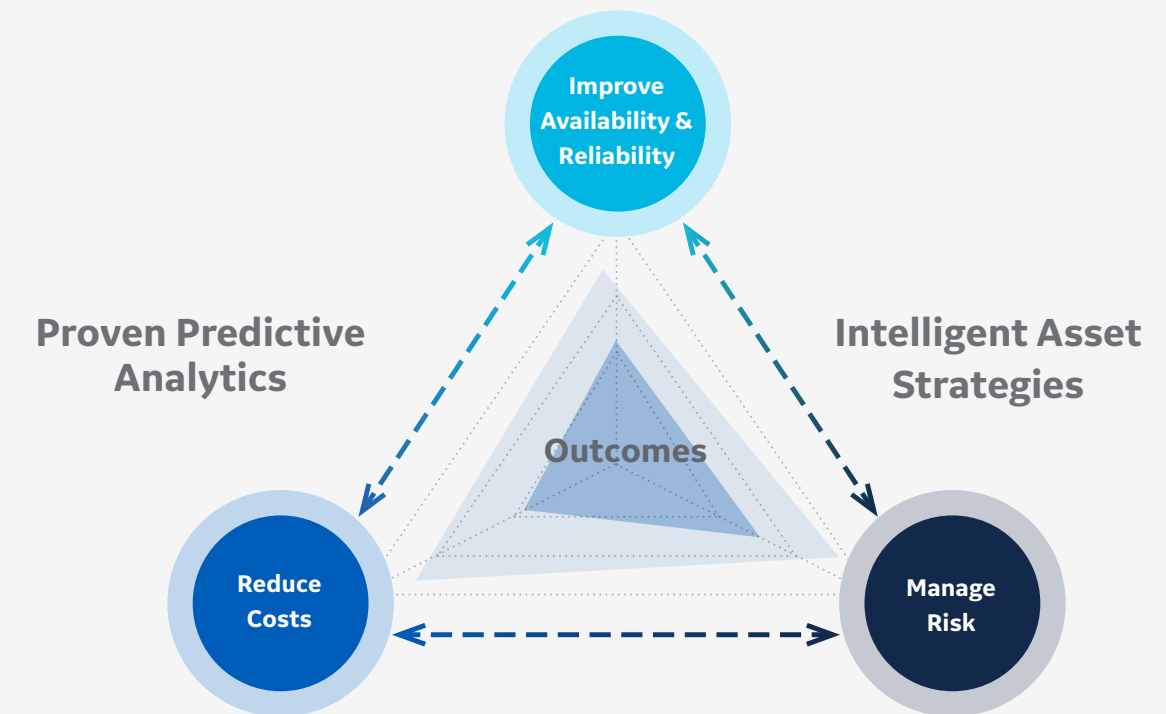 Improve
Availability &
Reliability
Proven Predictive
Analytics
Intelligent Asset
Strategies
Outcomes
Reduce
Costs
Manage
Risk